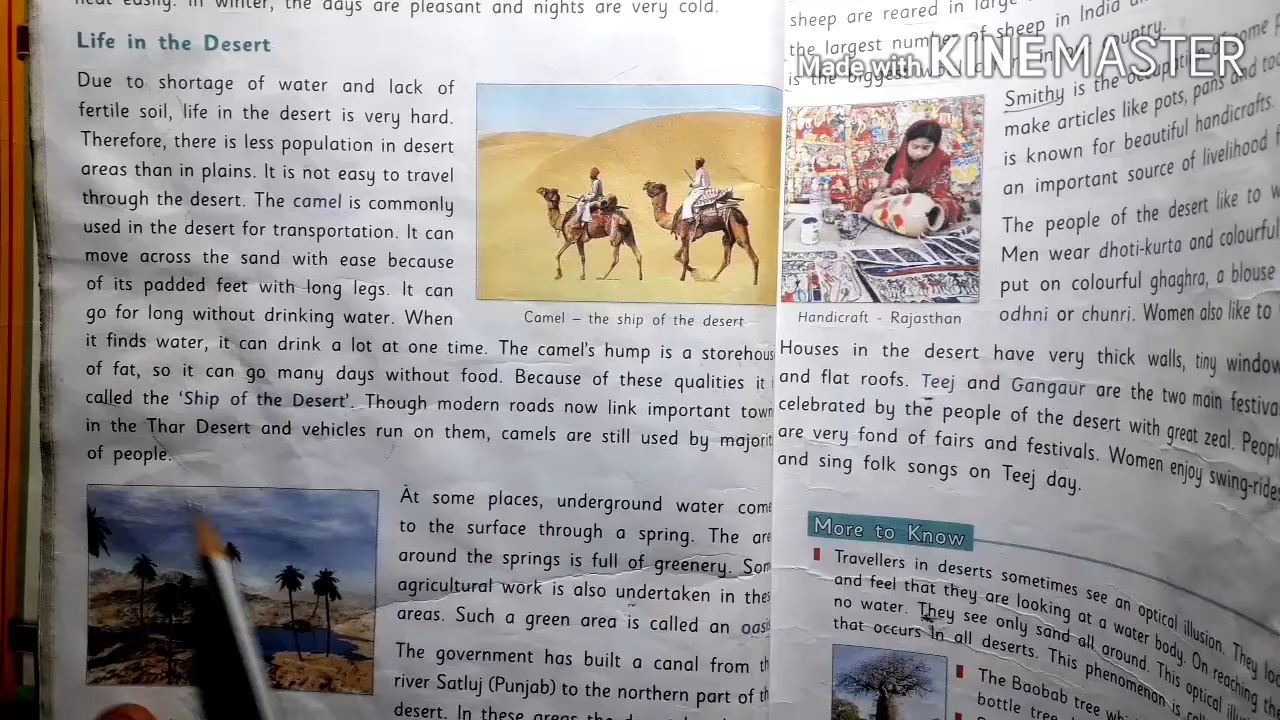 heat easily. In winter, the days are pleasant and nights are very cold.
Life in the Desert
Due to shortage of water and lack of
fertile soil, life in the desert is very hard.
Therefore, there is less population in desert
areas than in plains. It is not easy to travel
through the desert. The camel is commonly
used in the desert for transportation. It can
move across the sand with ease because
of its padded feet with long legs. It can
go for long without drinking water. When
it finds water, it can drink a lot at one time. The camel's hump is a storehous
of fat, so it can go many days without food. Because of these qualities it
called the 'Ship of the Desert'. Though modern roads now link important town
in the Thar Desert and vehicles run on them, camels are still used by majorit
of people.
Camel – the ship of the desert
At some places, underground water com
to the surface through a spring. The are
around the springs is full of greenery. Som
agricultural work is also undertaken in thes
areas. Such a green area is called an oasi
The government has built a canal from th
river Satluj (Punjab) to the northern part of th
desert. In these areas the
sheep are reared in large
the largest number of sheep in India
is the biggest country.
Made with KINEMASTER
Smithy is the occupation of some
make articles like pots, pans and too
is known for beautiful handicrafts.
an important source of livelihood
The people of the desert like to w
Men wear dhoti-kurta and colourful
put on colourful ghaghra, a blouse
odhni or chunri. Women also like to
Handicraft - Rajasthan
Houses in the desert have very thick walls, tiny window
and flat roofs. Teej and Gangaur are the two main festiva
celebrated by the people of the desert with great zeal. Peopl
are very fond of fairs and festivals. Women enjoy swing-rides
and sing folk songs on Teej day.
More to Know
Travellers in deserts sometimes see an optical illusion. They loo
and feel that they are looking at a water body. On reaching the
no water. They see only sand all around. This optical
that occurs in all deserts. This phenomenon is
The Baobab tree
bottle tree